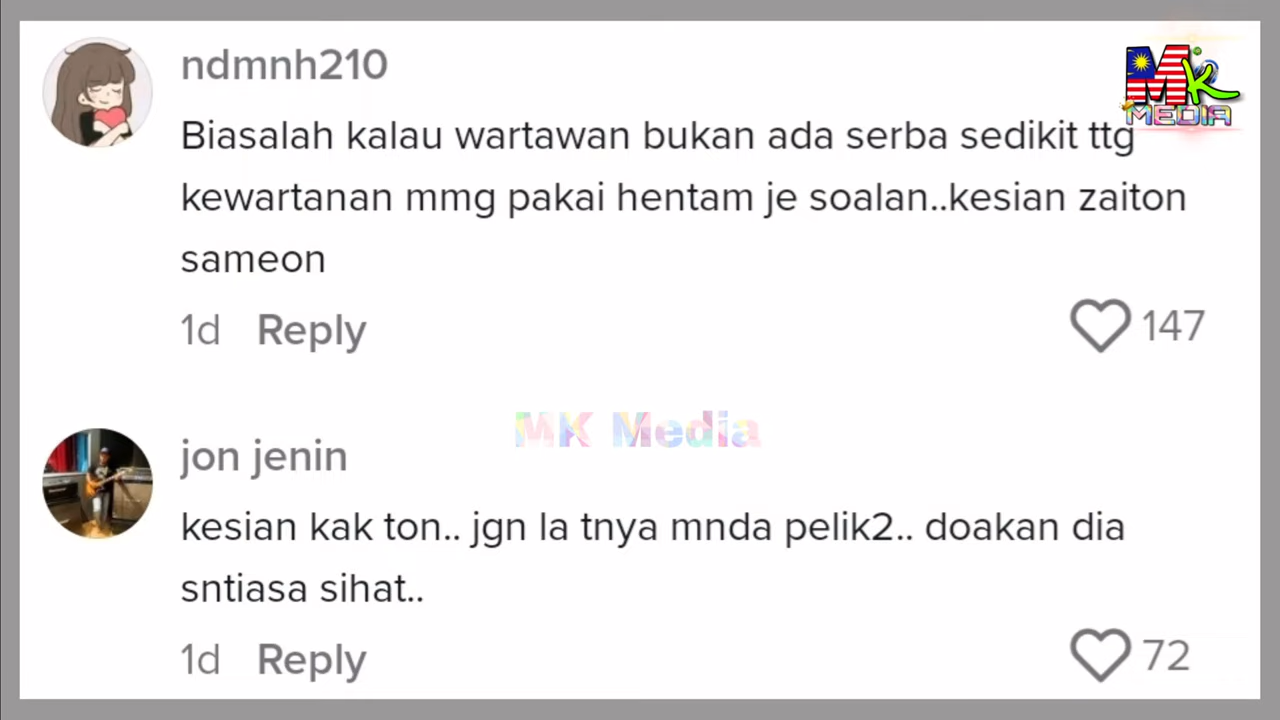 ndmnh210
MK
MEDIA
Biasalah kalau wartawan bukan ada serba sedikit ttg
kewartanan mmg pakai hentam je soalan..kesian zaiton
sameon
1d Reply 147
MK Media
jon jenin
kesian kak ton.. jgn la tnya mnda pelik2.. doakan dia
sntiasa sihat..
1d Reply 72